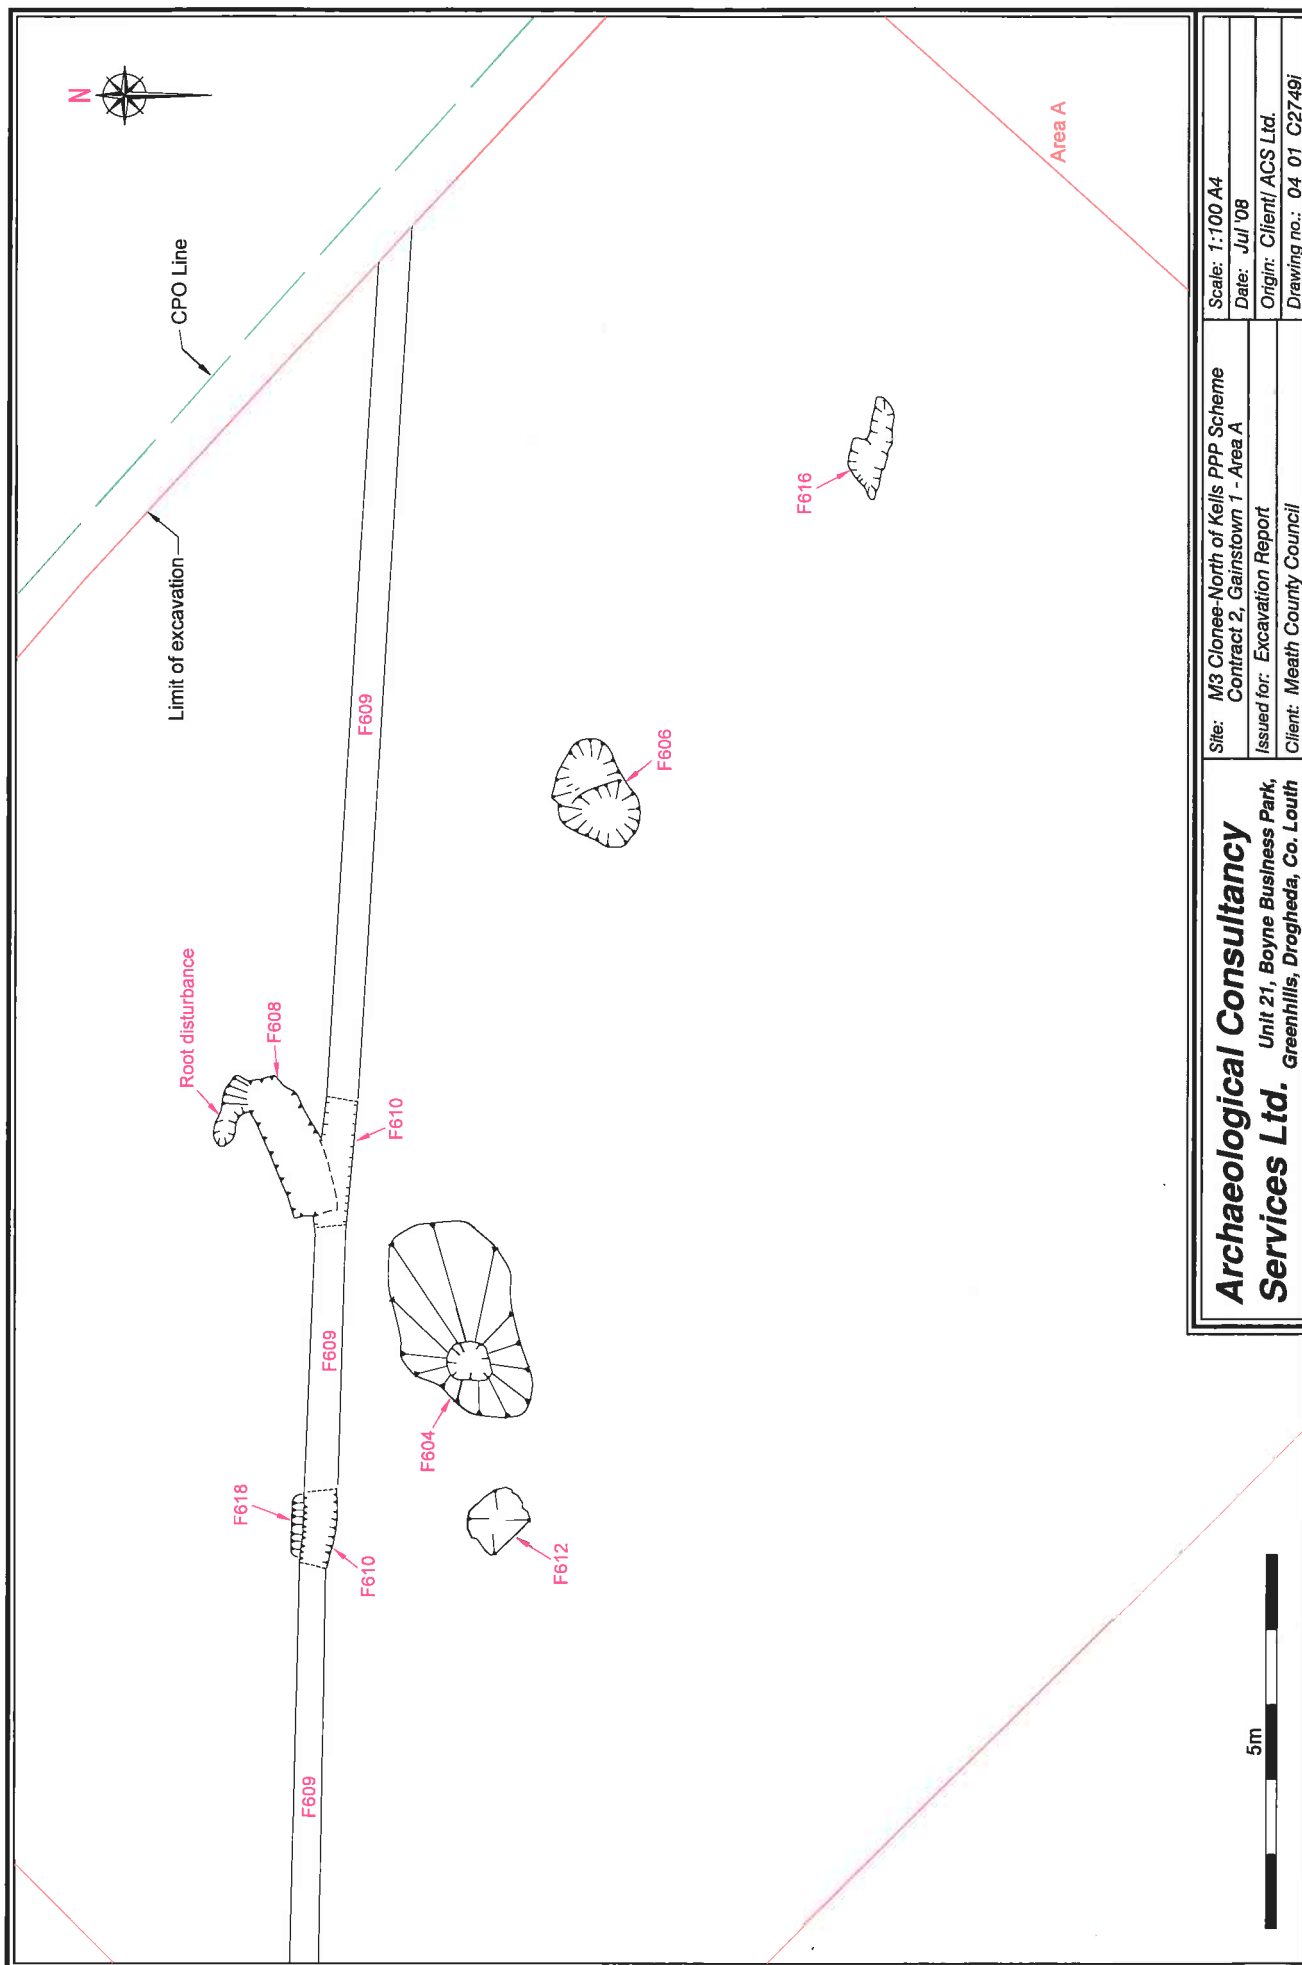 N
CPO Line
Limit of excavation
Area A
F609
F616
F606
Root disturbance
F608
F610
F609
F604
F618
F610
F612
F609
5m
Archaeological Consultancy
Services Ltd.
Unit 21, Boyne Business Park,
Greenhills, Drogheda, Co. Louth
Site: M3 Clonee-North of Kells PPP Scheme
Contract 2, Gainstown 1 - Area A
Issued for: Excavation Report
Client: Meath County Council
Scale: 1:100 A4
Date: Jul '08
Origin: Client/ ACS Ltd.
Drawing no.: 04_01_C2749i